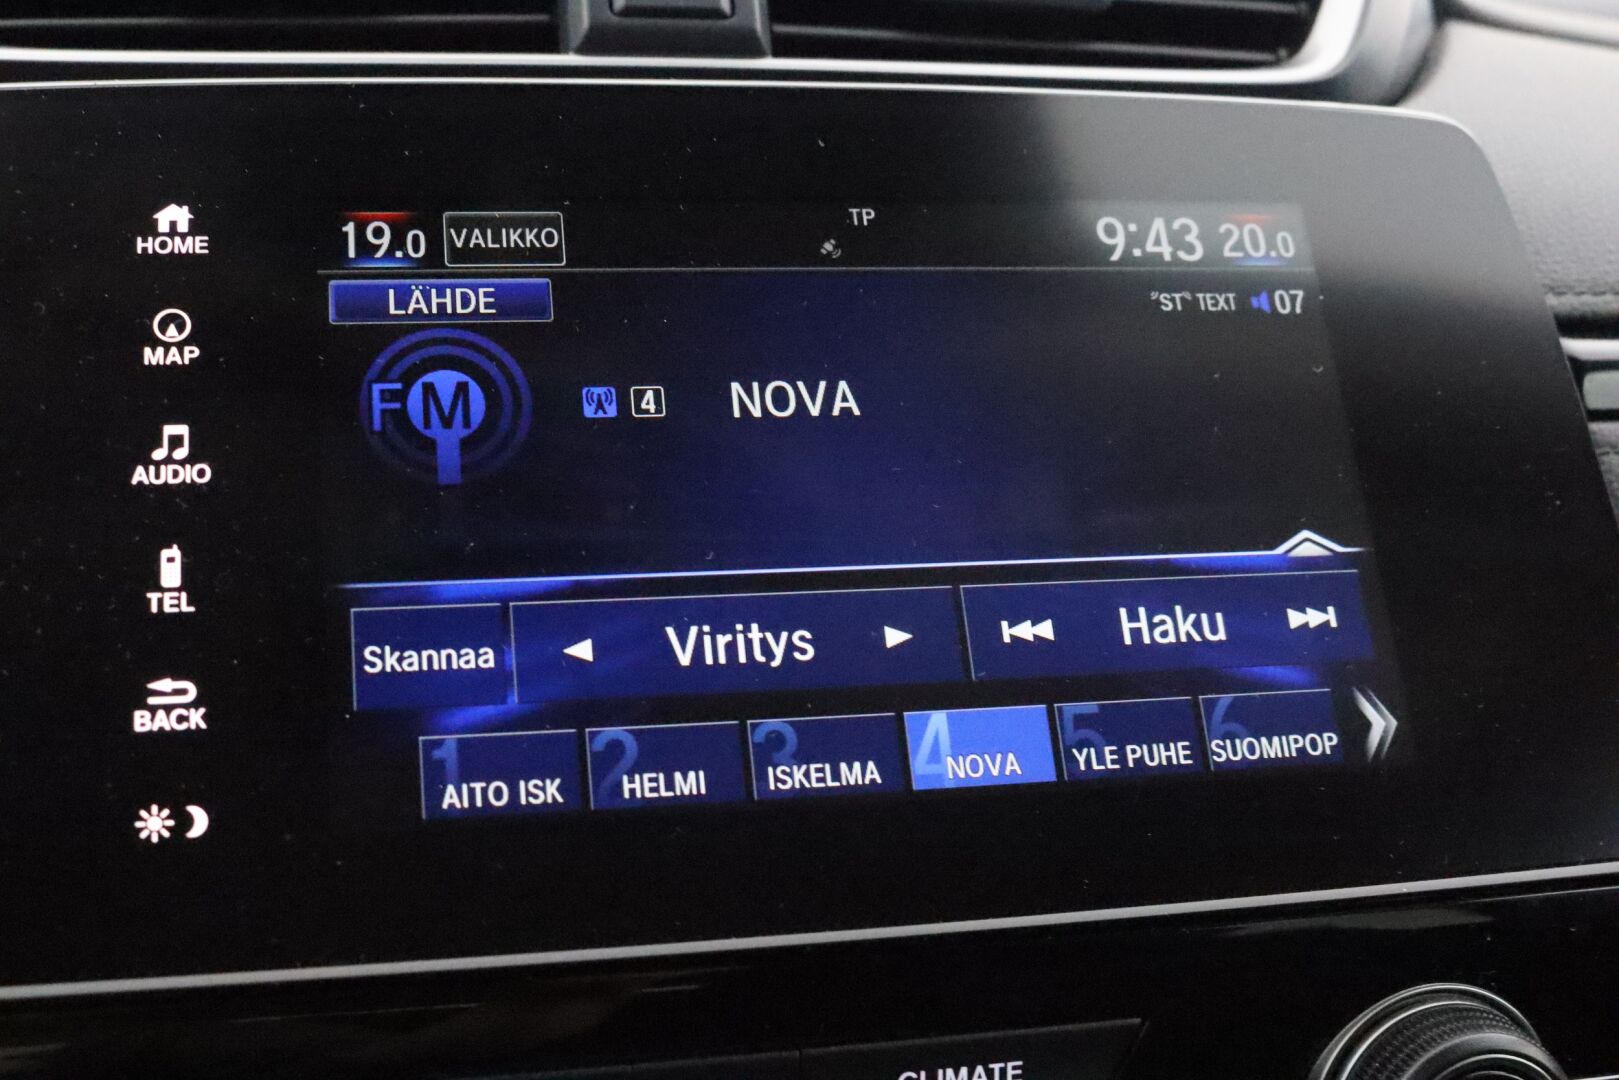 HOME
MAP
AUDIO
TEL
BACK
19.0 VALIKKO TP 9:43 20.0
LÄHDE "ST" TEXT 07
FM 4 NOVA
Skannaa Viritys Haku
1 AITO ISK 2 HELMI 3 ISKELMA 4 NOVA 5 YLE PUHE 6 SUOMIPOP
CLIMATE